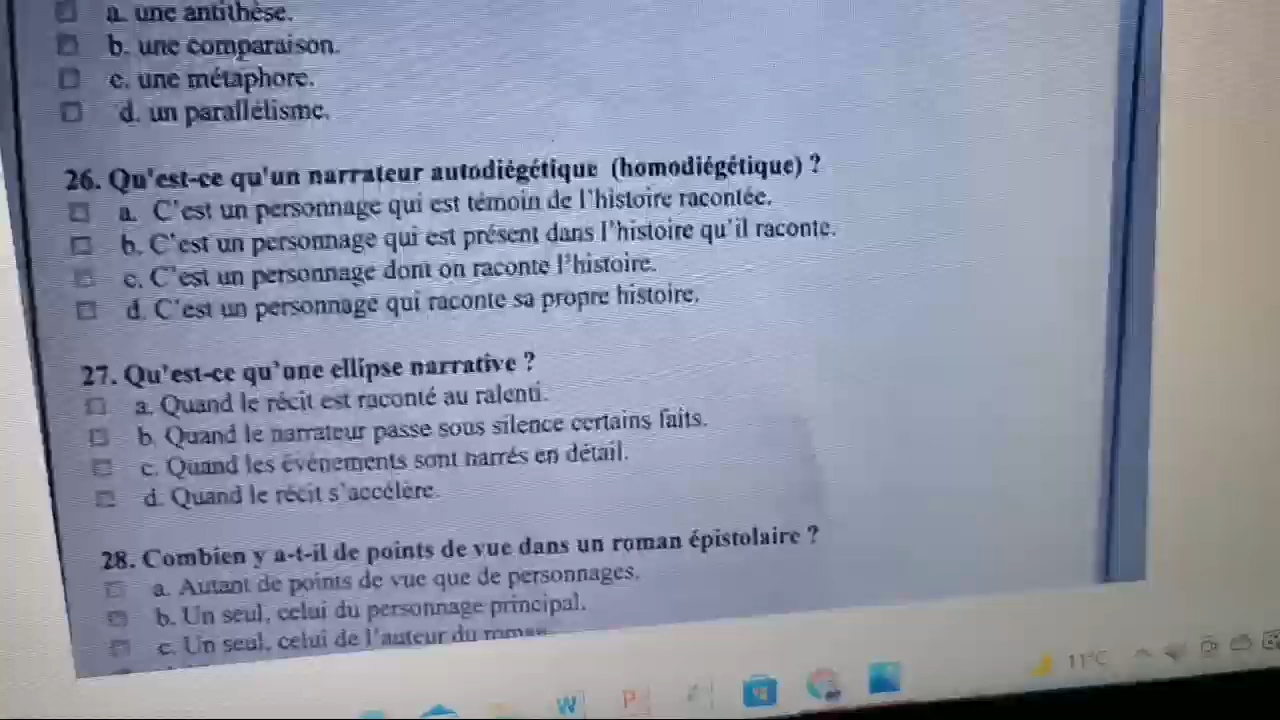 a. une antithèse.
b. une comparaison.
c. une métaphore.
d. un parallélisme.
26. Qu'est-ce qu'un narrateur autodiégétique (homodiégétique) ?
a. C'est un personnage qui est témoin de l'histoire racontée.
b. C'est un personnage qui est présent dans l'histoire qu'il raconte.
c. C'est un personnage dont on raconte l'histoire.
d. C'est un personnage qui raconte sa propre histoire.
27. Qu'est-ce qu'une ellipse narrative ?
a. Quand le récit est raconté au ralenti.
b. Quand le narrateur passe sous silence certains faits.
c. Quand les évènements sont narrés en détail.
d. Quand le récit s'accélère.
28. Combien y a-t-il de points de vue dans un roman épistolaire ?
a. Autant de points de vue que de personnages.
b. Un seul, celui du personnage principal.
c. Un seul, celui de l'auteur du roman
11°C
W
P